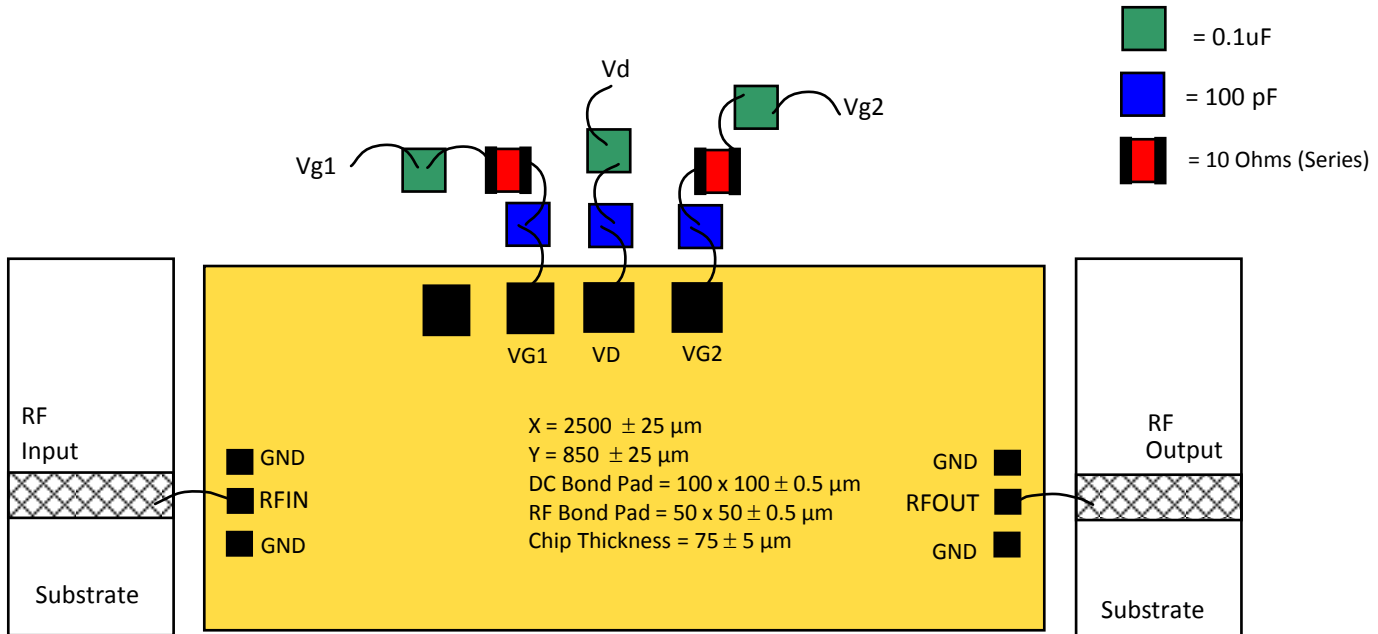 = 0.1uF
Vd
= 100 pF
Vg2
Vg1
= 10 Ohms (Series)
VG1
VD
VG2
RF
Input
X = 2500 ± 25 µm
Y = 850 ± 25 µm
DC Bond Pad = 100 x 100 ± 0.5 µm
RF Bond Pad = 50 x 50 ± 0.5 µm
Chip Thickness = 75 ± 5 µm
RF
Output
GND
RFIN
GND
GND
RFOUT
GND
Substrate
Substrate